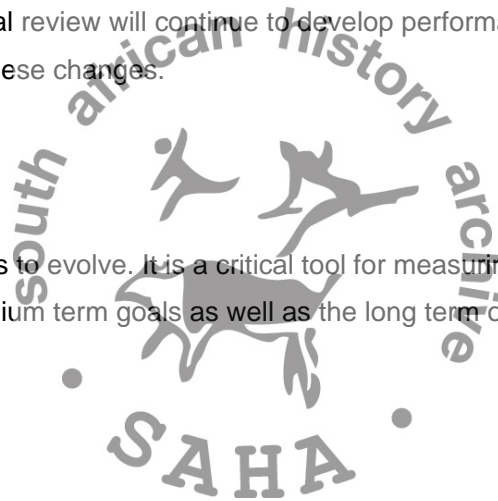 al review will continue to develop performa
ese changes.
s to evolve. It is a critical tool for measurin
ium term goals as well as the long term o
south african history archive
SAHA